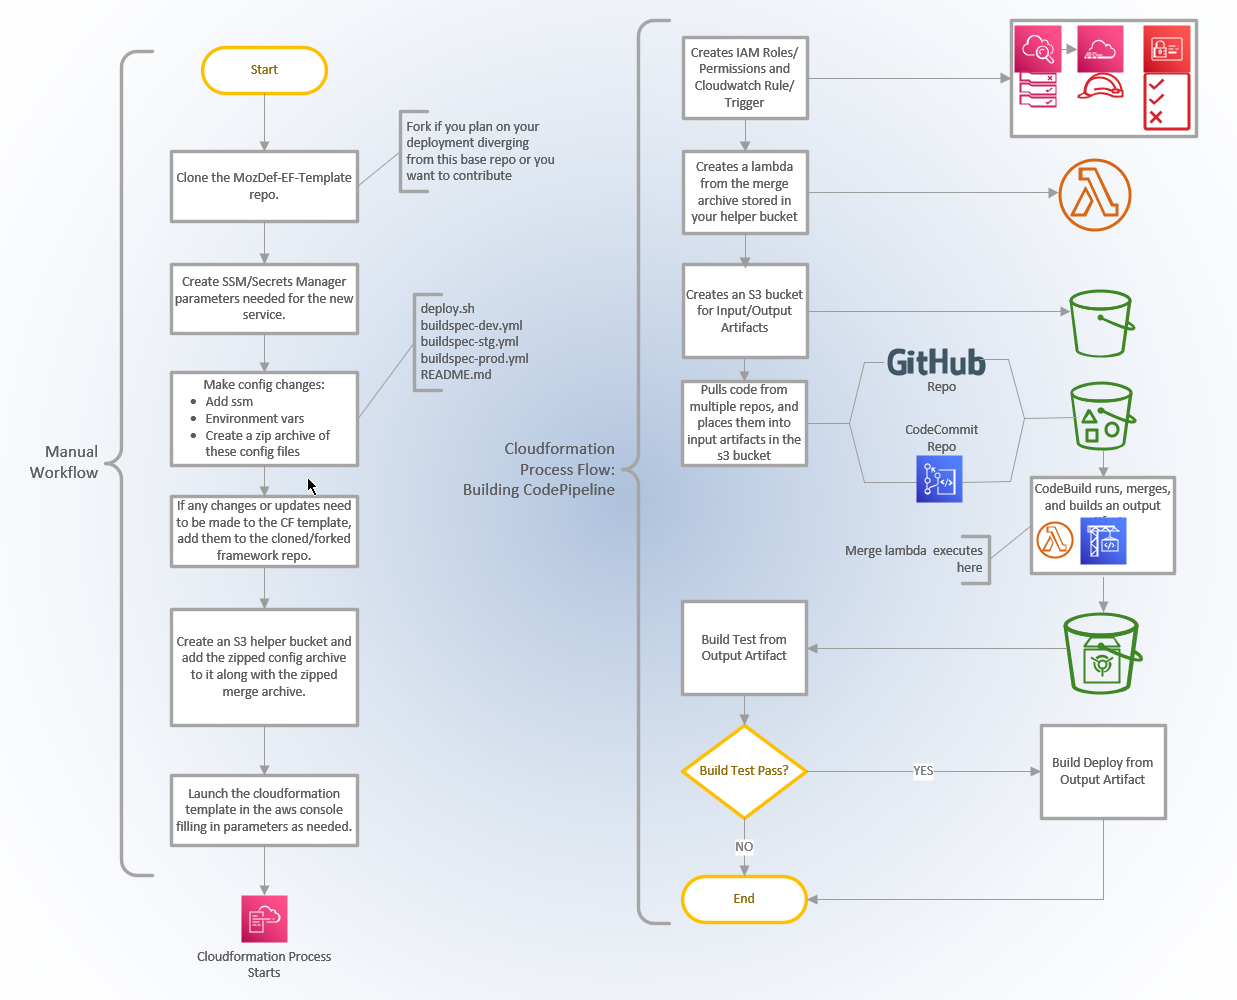 Start
Clone the MozDef-EF-Template
repo.
Fork if you plan on your
deployment diverging
from this base repo or you
want to contribute
Create SSM/Secrets Manager
parameters needed for the new
service.
Make config changes:
Add ssm
Environment vars
Create a zip archive of
these config files
deploy.sh
buildspec-dev.yml
buildspec-stg.yml
buildspec-prod.yml
README.md
Manual
Workflow
If any changes or updates need
to be made to the CF template,
add them to the cloned/forked
framework repo.
Create an S3 helper bucket and
add the zipped config archive
to it along with the zipped
merge archive.
Launch the cloudformation
template in the aws console
filling in parameters as needed.
Cloudformation Process
Starts
Cloudformation
Process Flow:
Building CodePipeline
Creates IAM Roles/
Permissions and
Cloudwatch Rule/
Trigger
Creates a lambda
from the merge
archive stored in
your helper bucket
Creates an S3 bucket
for Input/Output
Artifacts
Pulls code from
multiple repos, and
places them into
input artifacts in the
s3 bucket
GitHub
Repo
CodeCommit
Repo
CodeBuild runs, merges,
and builds an output
Merge lambda executes
here
Build Test from
Output Artifact
Build Test Pass?
YES
Build Deploy from
Output Artifact
NO
End